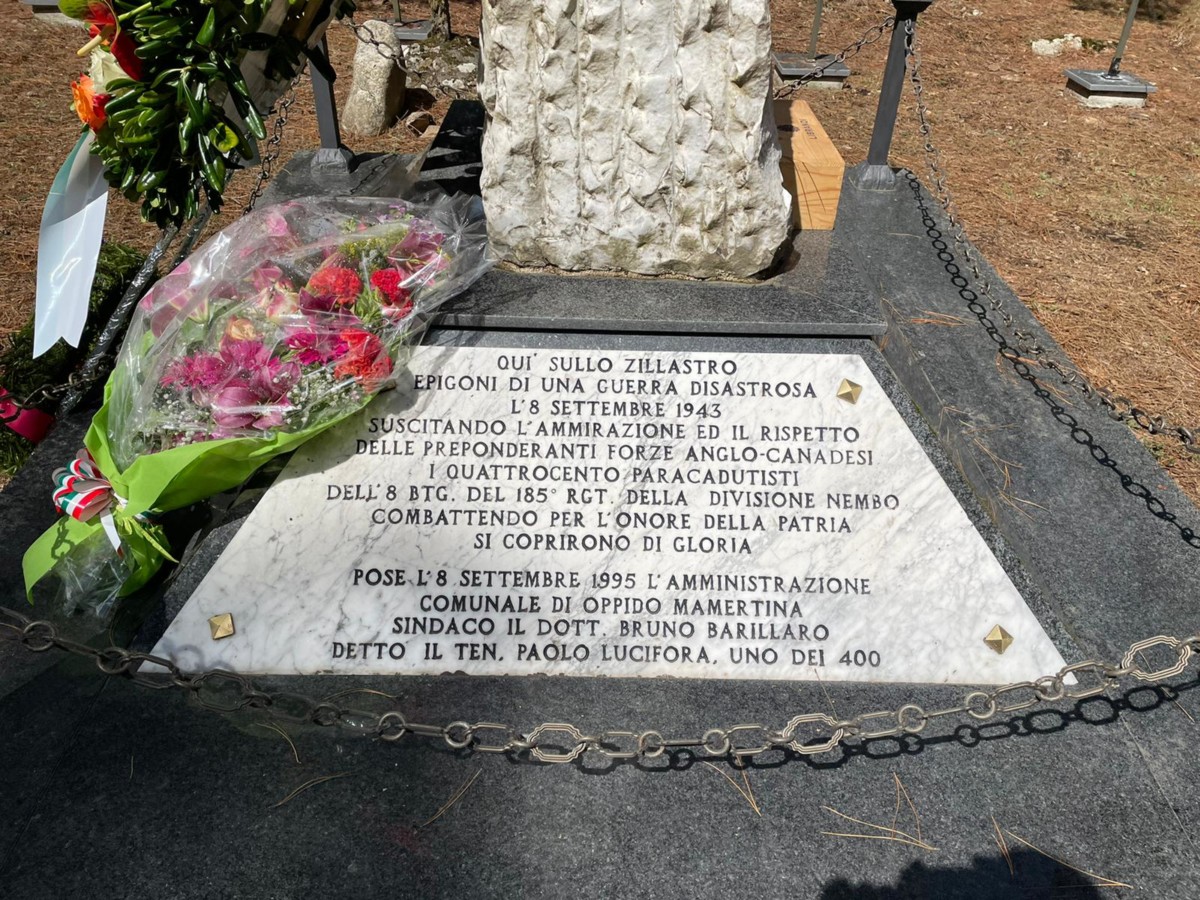 QUI' SULLO ZILLASTRO
EPIGONI DI UNA GUERRA DISASTROSA
L'8 SETTEMBRE 1943
SUSCITANDO L'AMMIRAZIONE ED IL RISPETTO
DELLE PREPONDERANTI FORZE ANGLO-CANADESI
I QUATTROCENTO PARACADUTISTI
DELL'8 BTG. DEL 185° RGT. DELLA DIVISIONE NEMBO
COMBATTENDO PER L'ONORE DELLA PATRIA
SI COPRIRONO DI GLORIA
POSE L'8 SETTEMBRE 1995 L'AMMINISTRAZIONE
COMUNALE DI OPPIDO MAMERTINA
SINDACO IL DOTT. BRUNO BARILLARO
DETTO' IL TEN. PAOLO LUCIFORA, UNO DEI 400